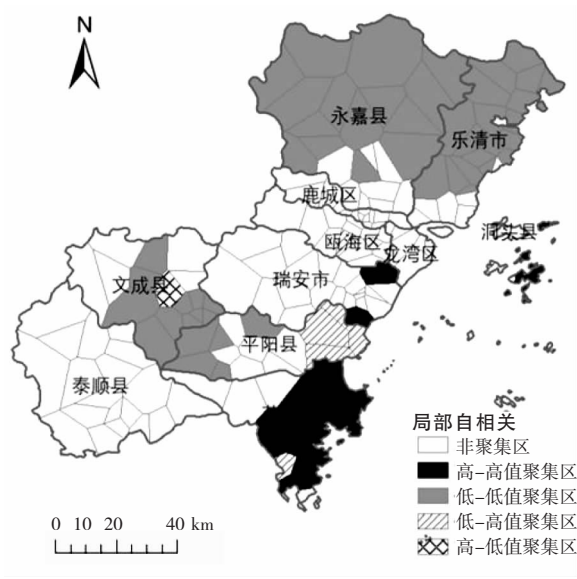 N
永嘉县
乐清市
鹿城区
瓯海区
龙湾区
洞头县
瑞安市
文成县
平阳县
泰顺县
局部自相关
非聚集区
高-高值聚集区
低-低值聚集区
低-高值聚集区
高-低值聚集区
0 10 20 40 km